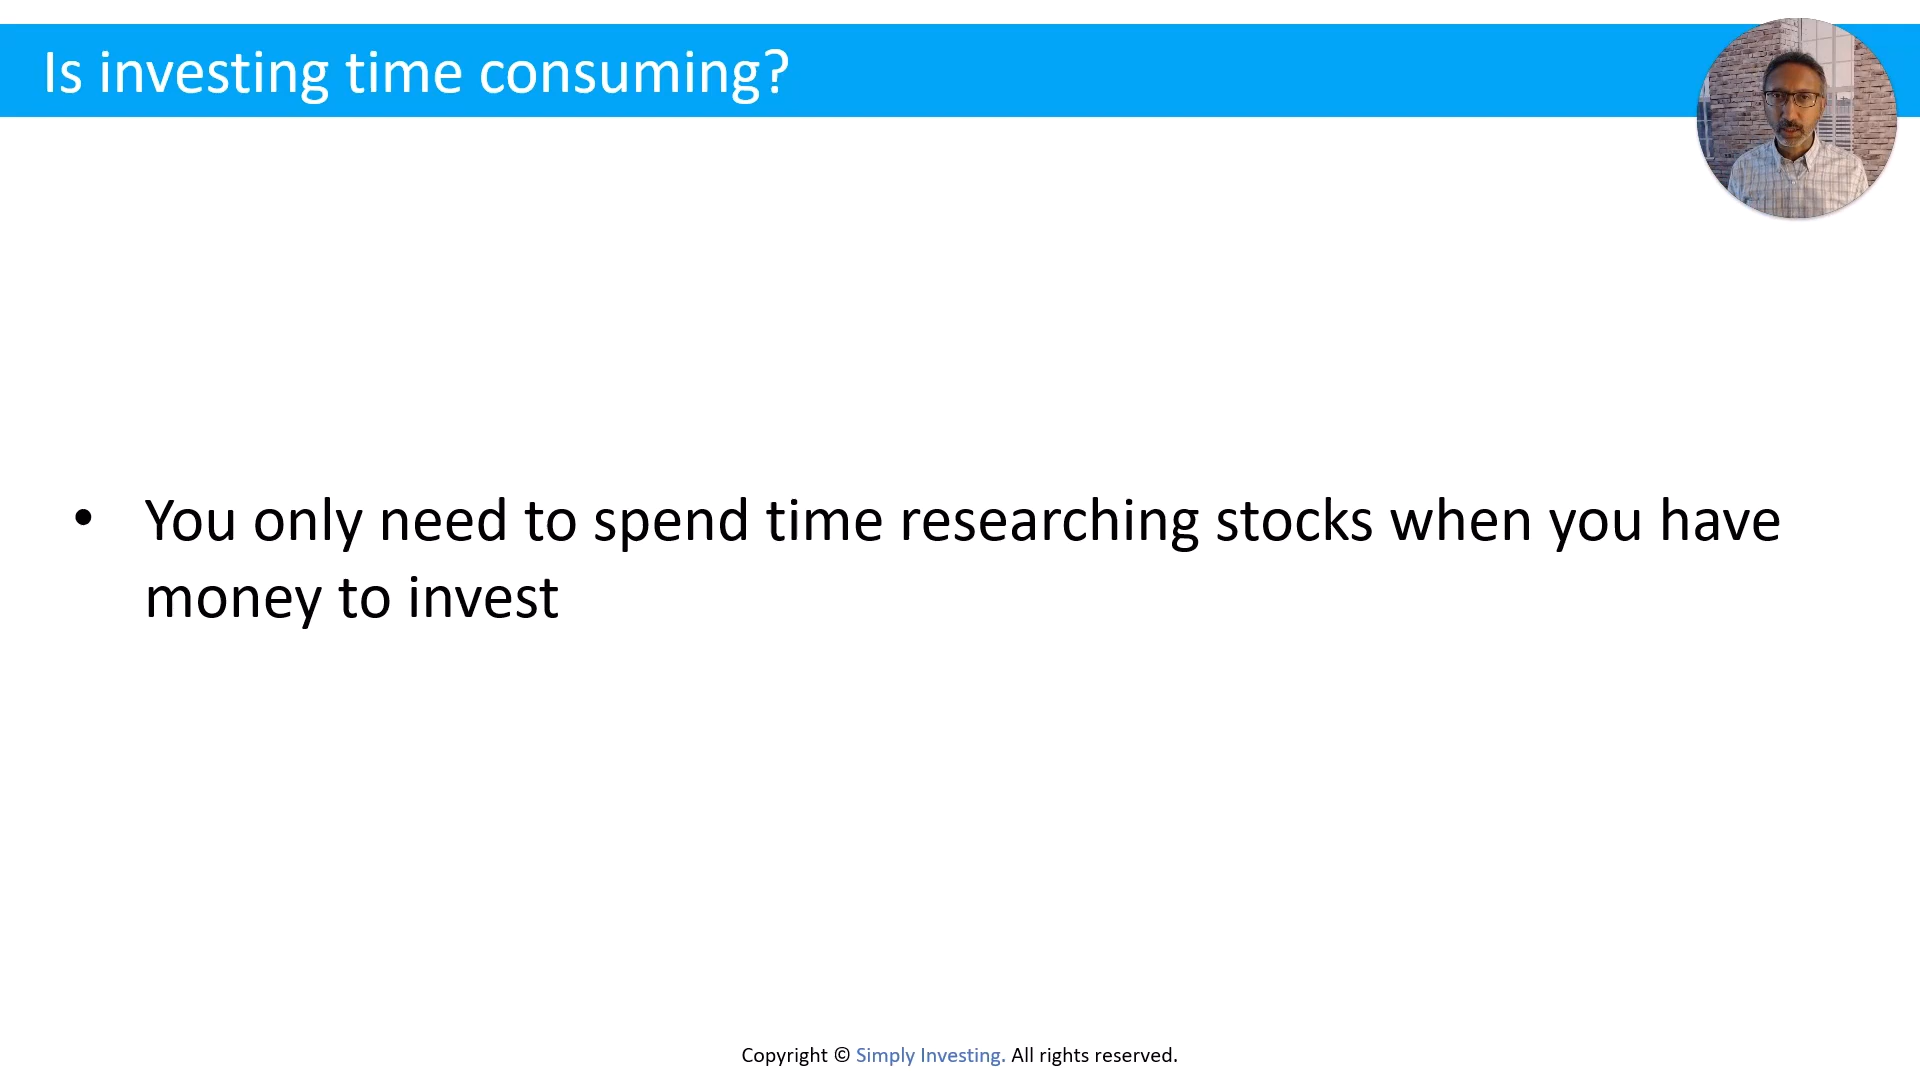 Is investing time consuming?
• You only need to spend time researching stocks when you have
money to invest
Copyright © Simply Investing. All rights reserved.